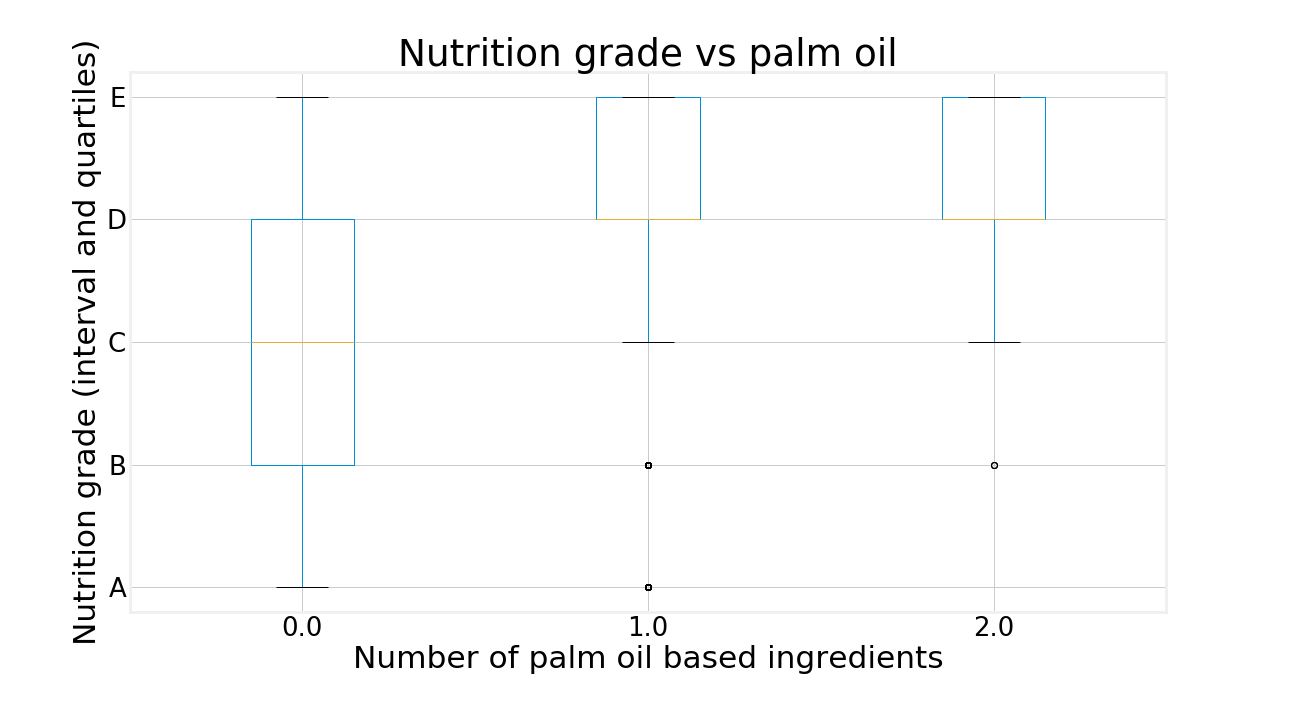 Nutrition grade vs palm oil
Nutrition grade (interval and quartiles)
E
D
C
B
A
0.0 1.0 2.0
Number of palm oil based ingredients